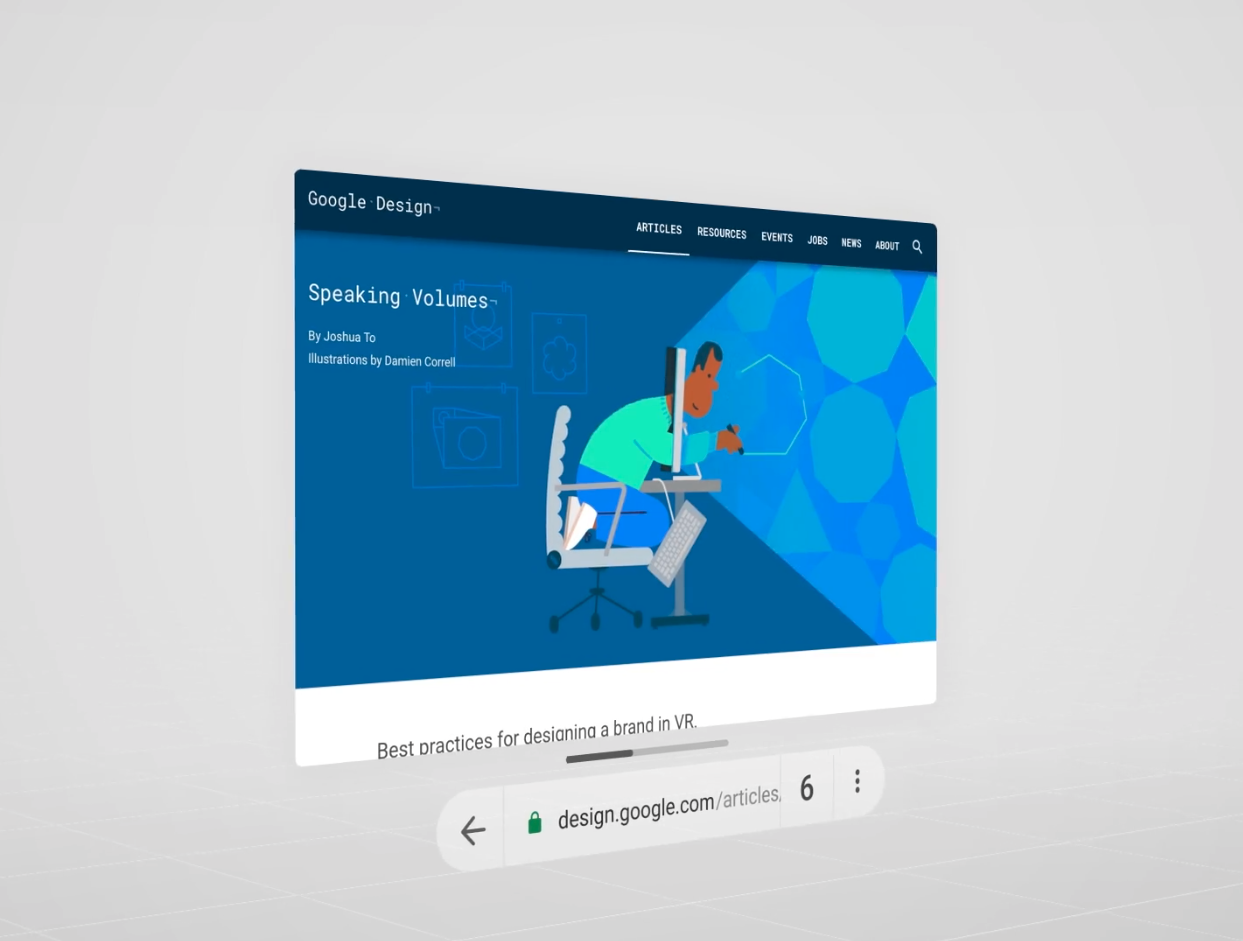 Google Design¬
ARTICLES RESOURCES EVENTS JOBS NEWS ABOUT
Speaking Volumes¬
By Joshua To
Illustrations by Damien Correll
Best practices for designing a brand in VR.
design.google.com/articles/
6